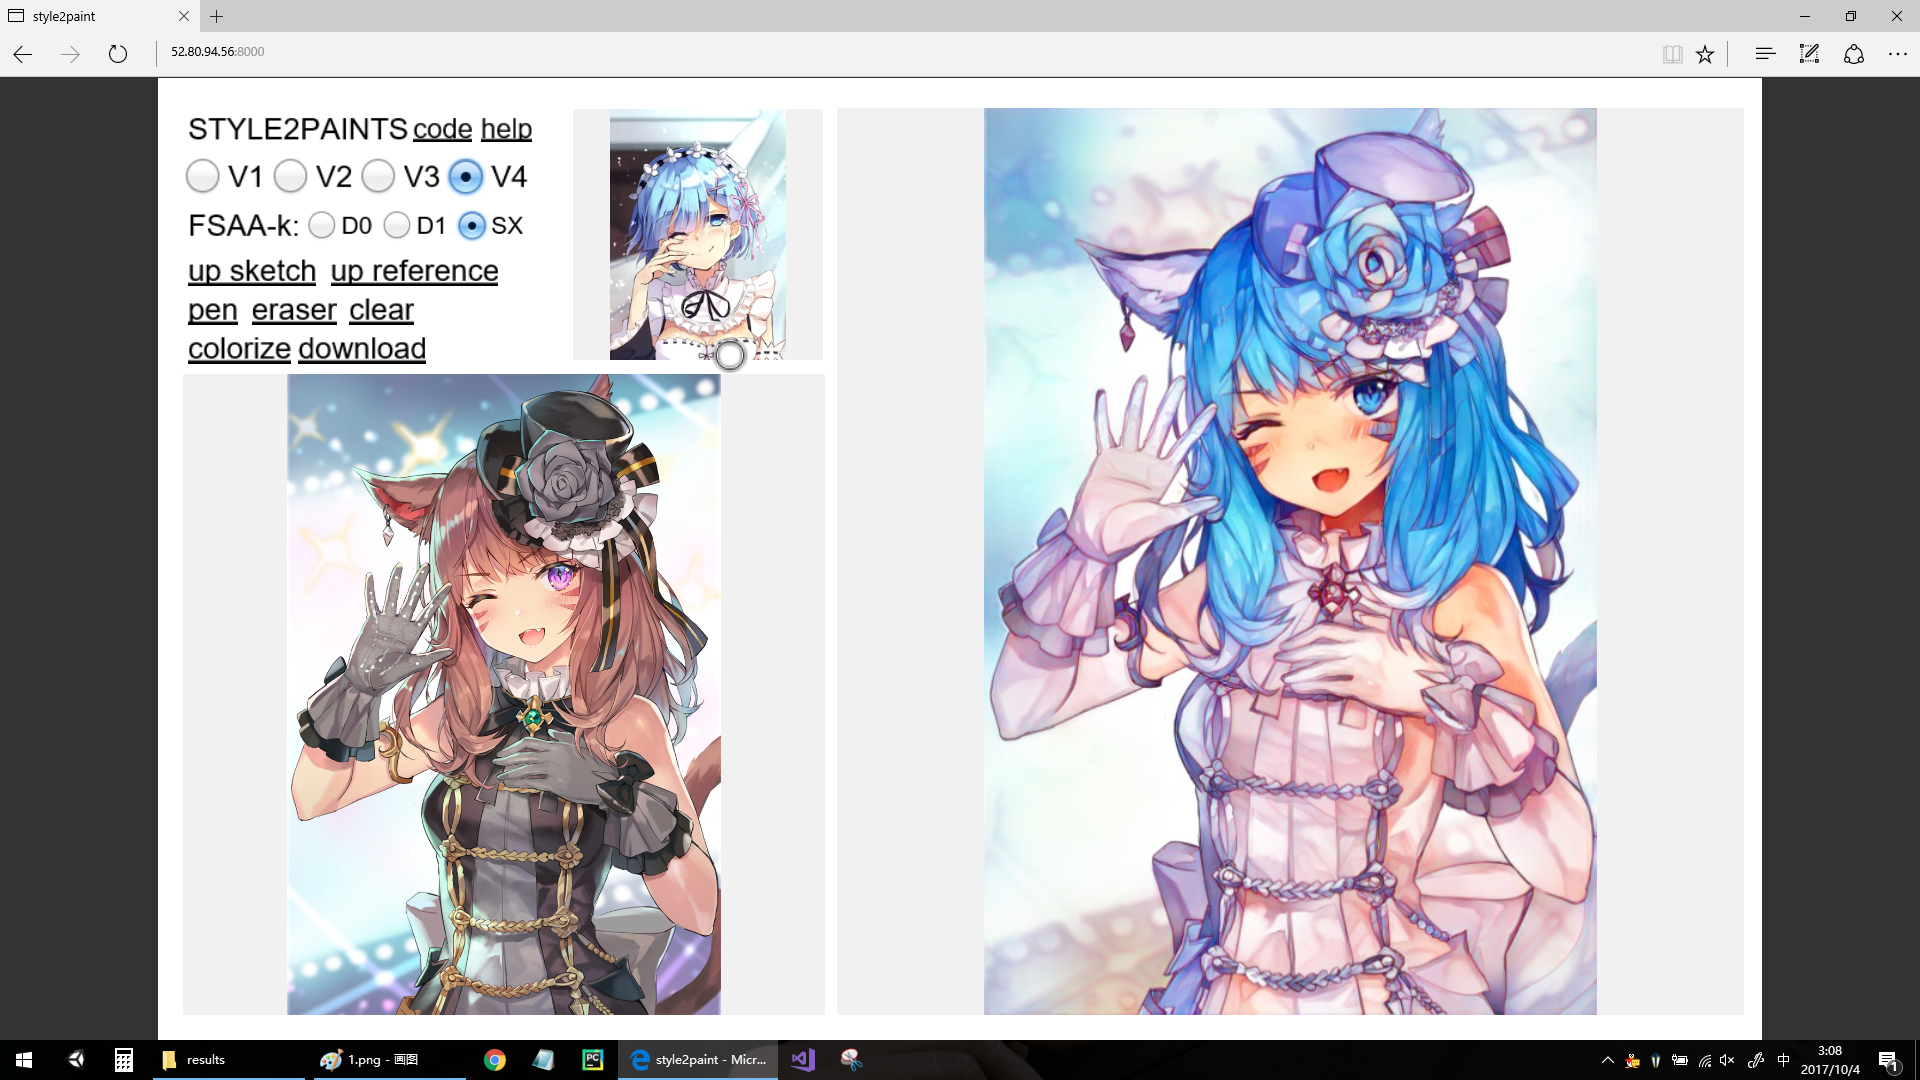 style2paint
52.80.94.56:8000
STYLE2PAINTS code help
V1 V2 V3 V4
FSAA-k: D0 D1 SX
up sketch up reference
pen eraser clear
colorize download
results
1.png - 画图
PC
style2paint - Micr...
中
3:08
2017/10/4
1